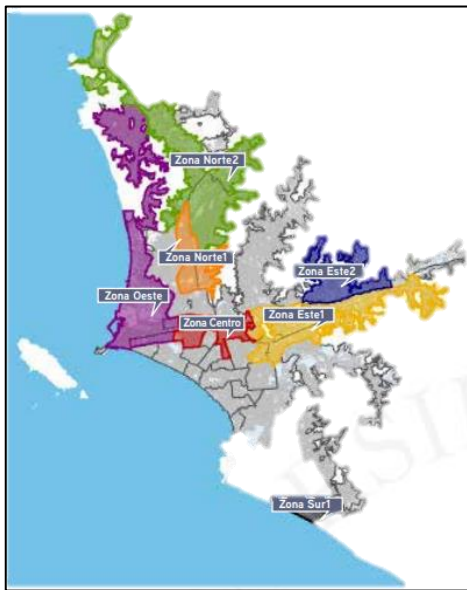 Zona Norte2
Zona Norte1
Zona Este2
Zona Oeste
Zona Este1
Zona Centro
Zona Sur1